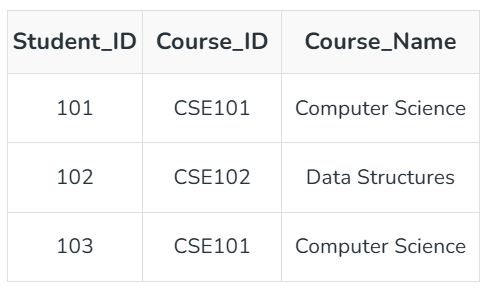 Student_ID Course_ID Course_Name
101 CSE101 Computer Science
102 CSE102 Data Structures
103 CSE101 Computer Science